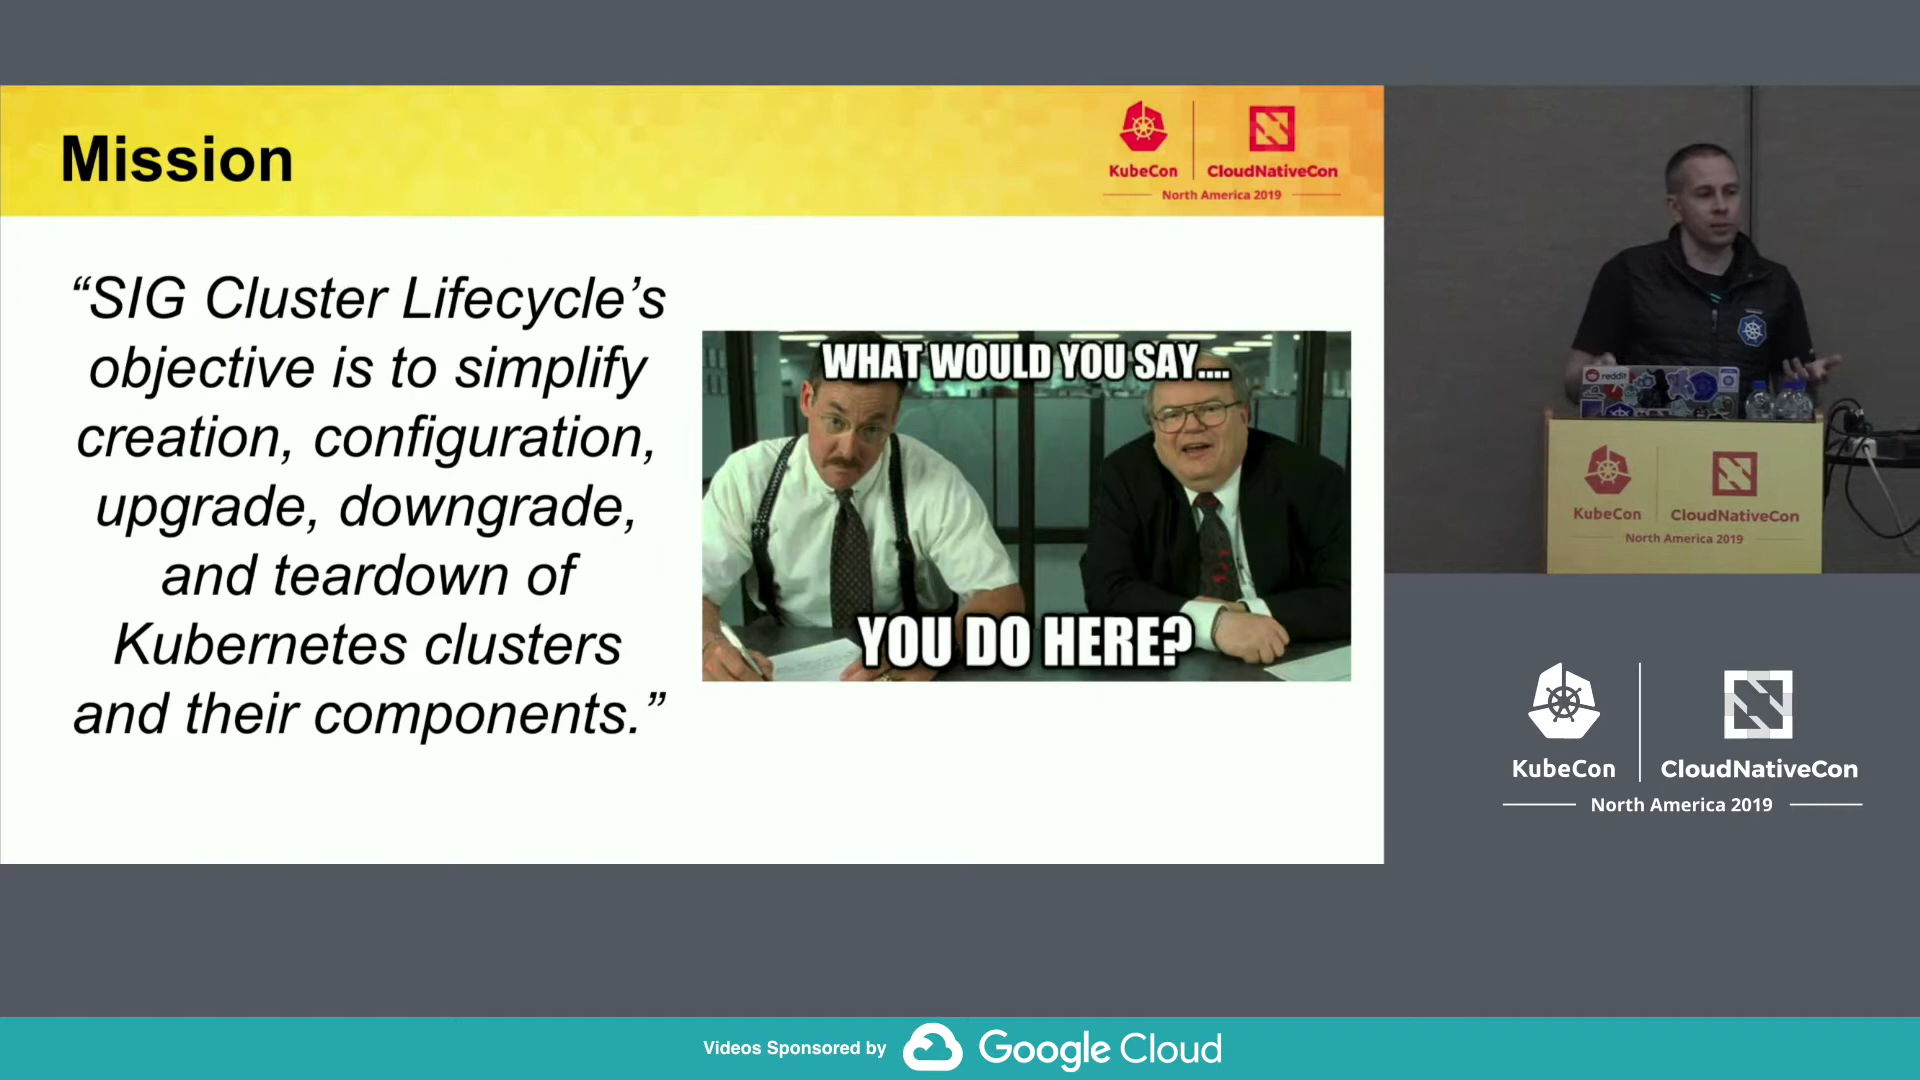 Mission
KubeCon
CloudNativeCon
North America 2019
“SIG Cluster Lifecycle’s
objective is to simplify
creation, configuration,
upgrade, downgrade,
and teardown of
Kubernetes clusters
and their components.”
WHAT WOULD YOU SAY....
YOU DO HERE?
reddit
KubeCon
CloudNativeCon
North America 2019
KubeCon
CloudNativeCon
North America 2019
Videos Sponsored by
Google Cloud